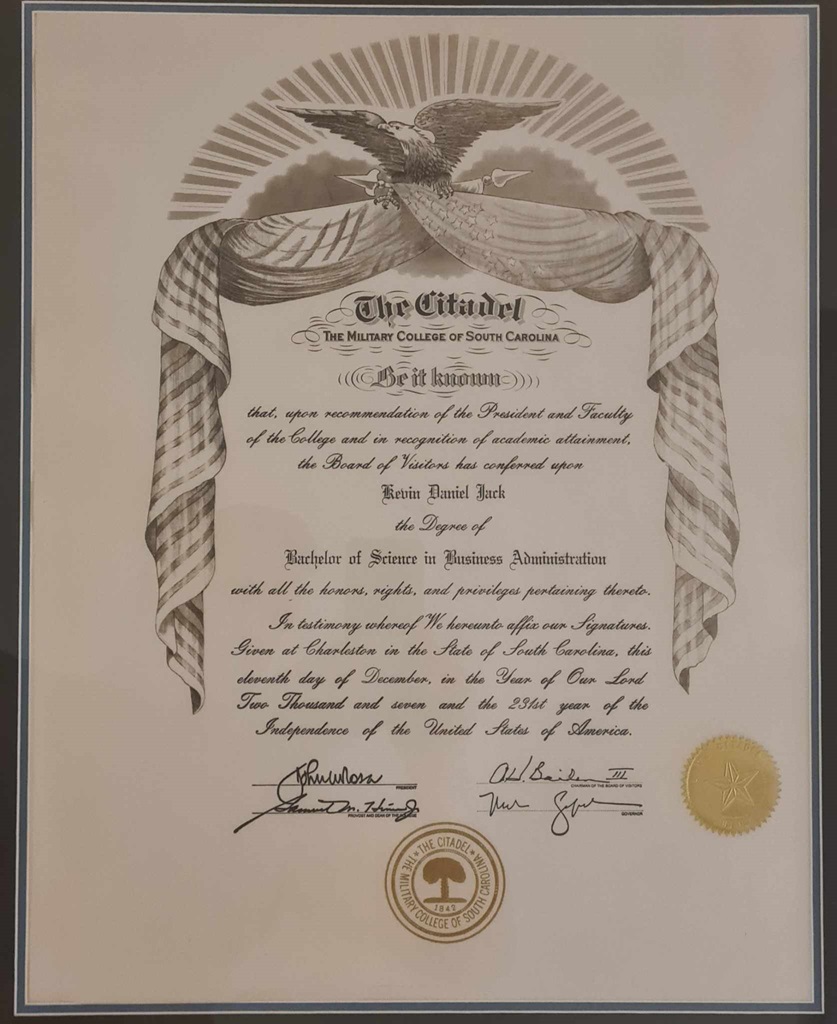 The Citadel
THE MILITARY COLLEGE OF SOUTH CAROLINA
Be it known
that, upon recommendation of the President and Faculty
of the College and in recognition of academic attainment,
the Board of Visitors has conferred upon
Kevin Daniel Jack
the Degree of
Bachelor of Science in Business Administration
with all the honors, rights, and privileges pertaining thereto.
In testimony whereof We hereunto affix our Signatures.
Given at Charleston in the State of South Carolina, this
eleventh day of December, in the Year of Our Lord
Two Thousand and seven and the 231st year of the
Independence of the United States of America.
PRESIDENT
III
CHAIRMAN OF THE BOARD OF VISITORS
PROVOST AND DEAN OF THE COLLEGE
GOVERNOR
THE CITADEL
THE MILITARY COLLEGE OF SOUTH CAROLINA
1842